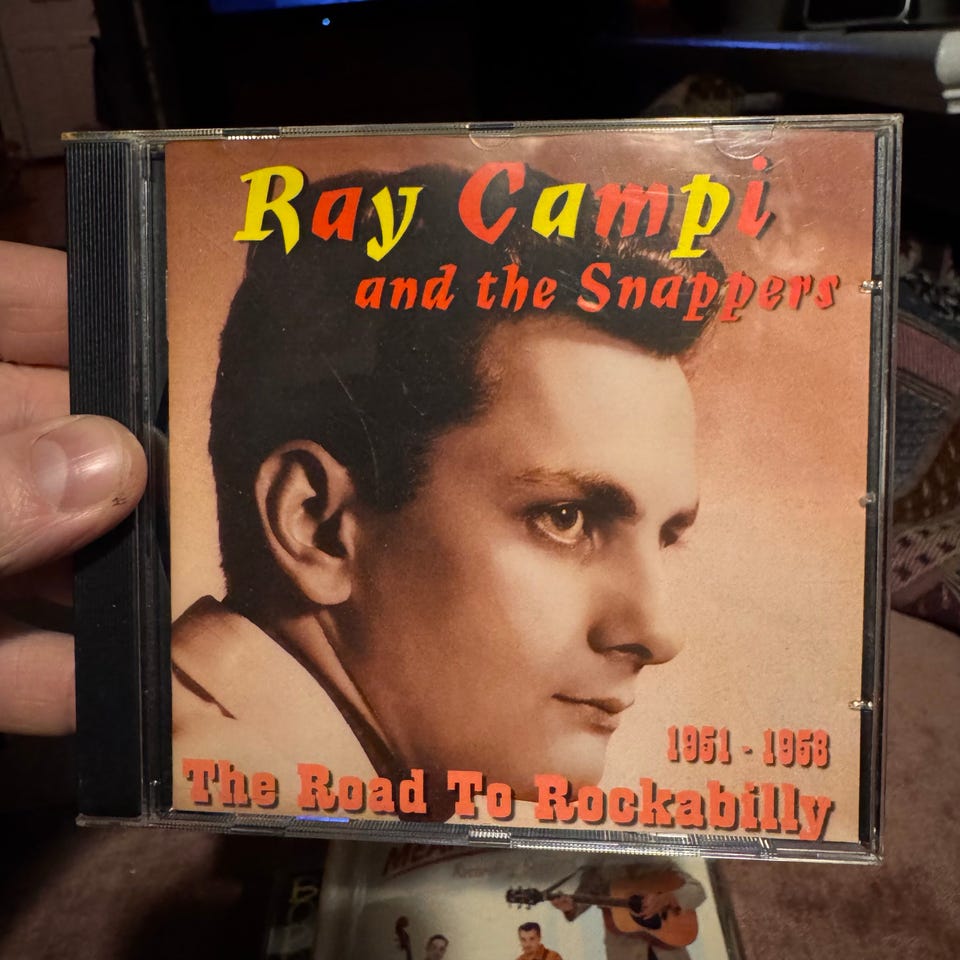 Ray Campi
and the Snappers
1951 - 1958
The Road To Rockabilly